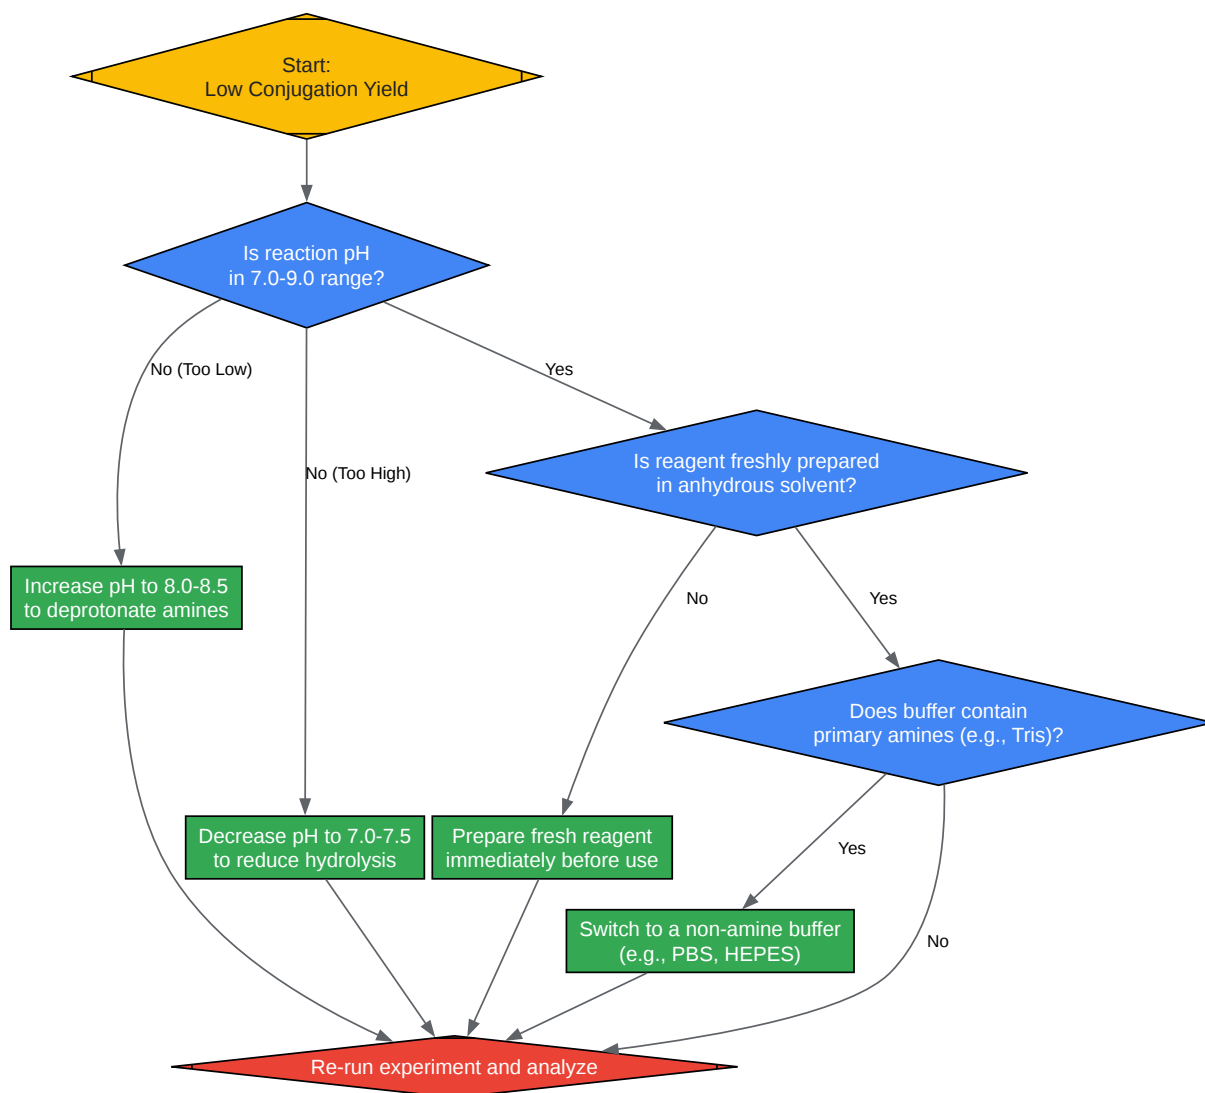 Start:
Low Conjugation Yield
Is reaction pH
in 7.0-9.0 range?
No (Too Low)
Yes
No (Too High)
Is reagent freshly prepared
in anhydrous solvent?
Increase pH to 8.0-8.5
to deprotonate amines
No
Yes
Does buffer contain
primary amines (e.g., Tris)?
Decrease pH to 7.0-7.5
to reduce hydrolysis
Prepare fresh reagent
immediately before use
Yes
Switch to a non-amine buffer
(e.g., PBS, HEPES)
No
Re-run experiment and analyze